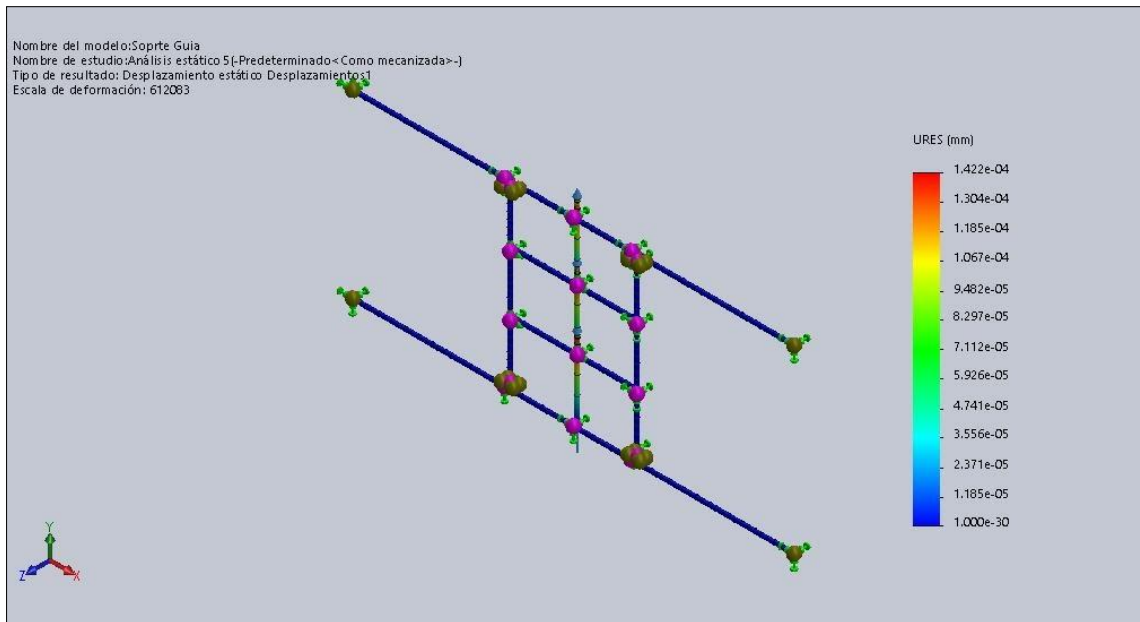 Nombre del modelo:Soprte Guia
Nombre de estudio:Análisis estático 5(-Predeterminado<Como mecanizada>-)
Tipo de resultado: Desplazamiento estático Desplazamientos1
Escala de deformación: 612083
URES (mm)
1.422e-04
1.304e-04
1.185e-04
1.067e-04
9.482e-05
8.297e-05
7.112e-05
5.926e-05
4.741e-05
3.556e-05
2.371e-05
1.185e-05
1.000e-30
Y
Z
X